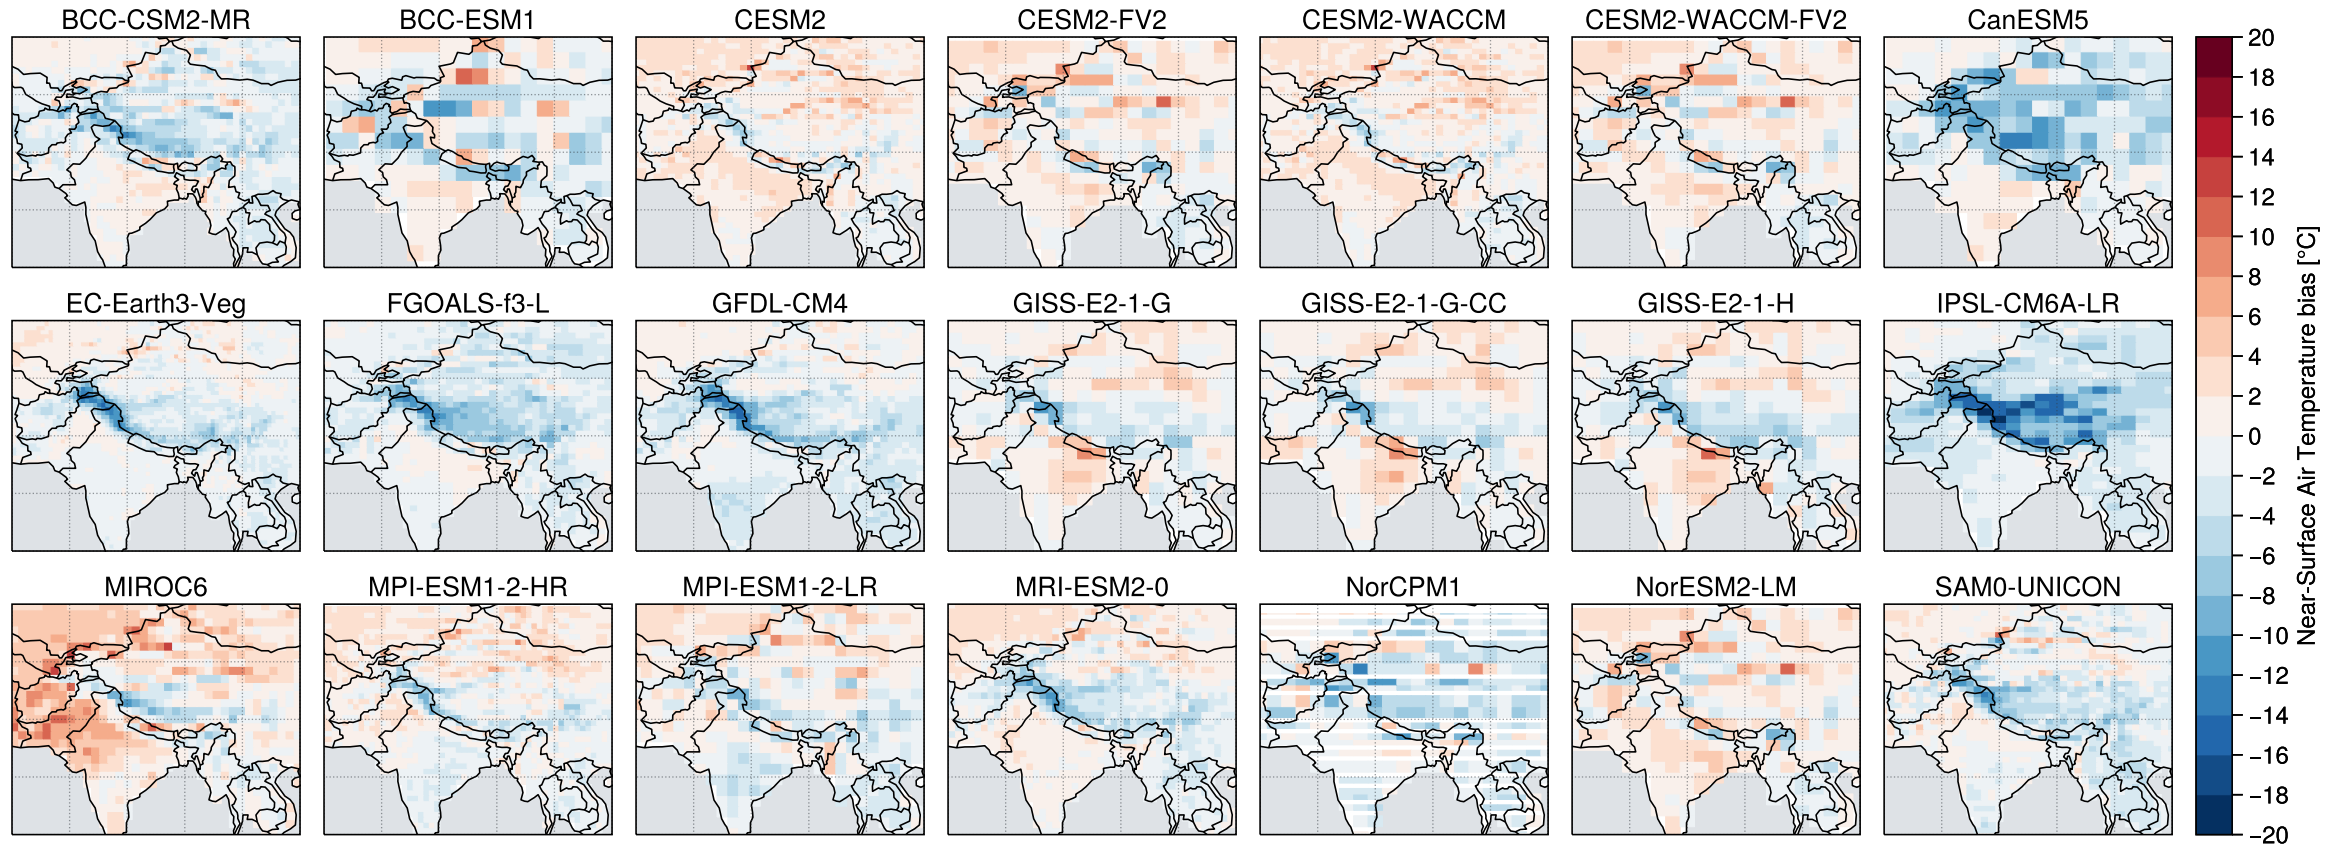 BCC-CSM2-MR
BCC-ESM1
CESM2
CESM2-FV2
CESM2-WACCM
CESM2-WACCM-FV2
CanESM5
EC-Earth3-Veg
FGOALS-f3-L
GFDL-CM4
GISS-E2-1-G
GISS-E2-1-G-CC
GISS-E2-1-H
IPSL-CM6A-LR
MIROC6
MPI-ESM1-2-HR
MPI-ESM1-2-LR
MRI-ESM2-0
NorCPM1
NorESM2-LM
SAM0-UNICON
20
18
16
14
12
10
8
6
4
2
0
−2
−4
−6
−8
−10
−12
−14
−16
−18
−20
Near-Surface Air Temperature bias [°C]